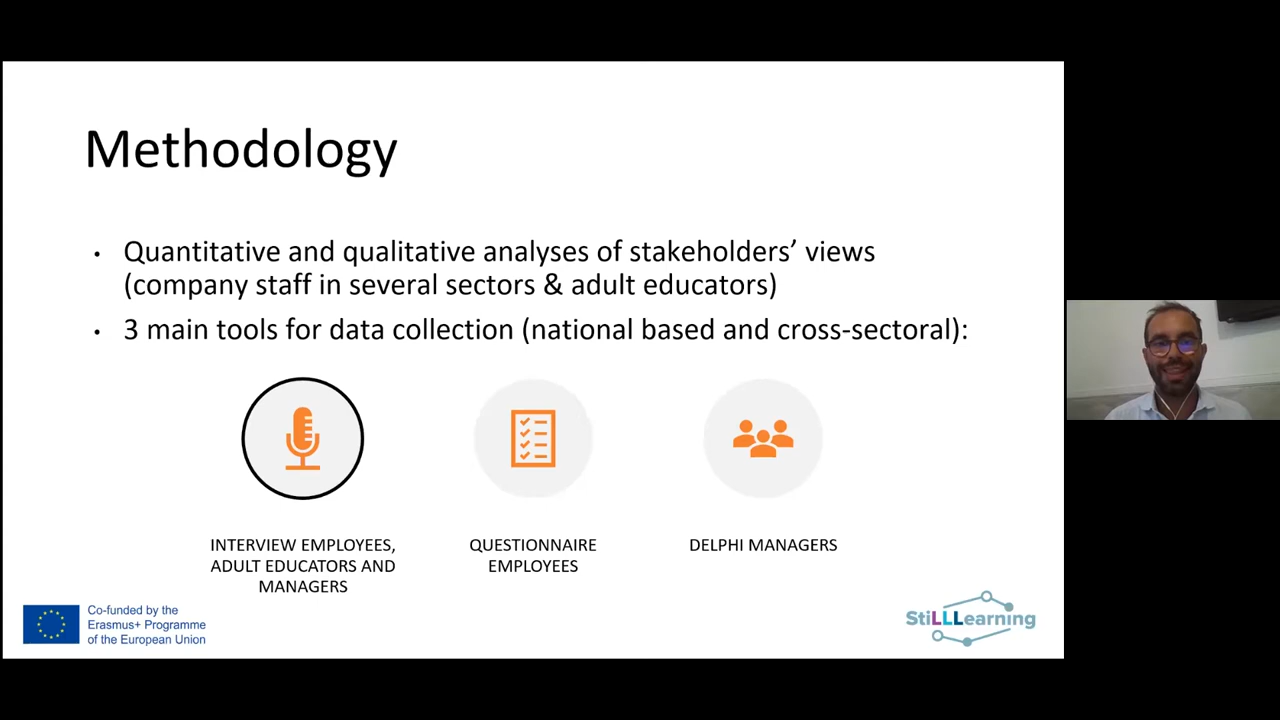 Methodology
• Quantitative and qualitative analyses of stakeholders’ views
(company staff in several sectors & adult educators)
• 3 main tools for data collection (national based and cross-sectoral):
INTERVIEW EMPLOYEES,
ADULT EDUCATORS AND
MANAGERS
QUESTIONNAIRE
EMPLOYEES
DELPHI MANAGERS
Co-funded by the
Erasmus+ Programme
of the European Union
StiLLLearning